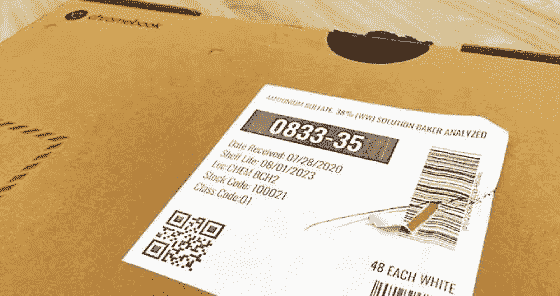 chromebook
AMMONIUM SULFATE, 38% (WW) SOLUTION BAKER ANALYZED
0833-35
Date Received: 07/28/2020
Shelf Life: 08/01/2023
Loc: CHEM BCH2
Stock Code: 100021
Class Code:01
48 EACH WHITE